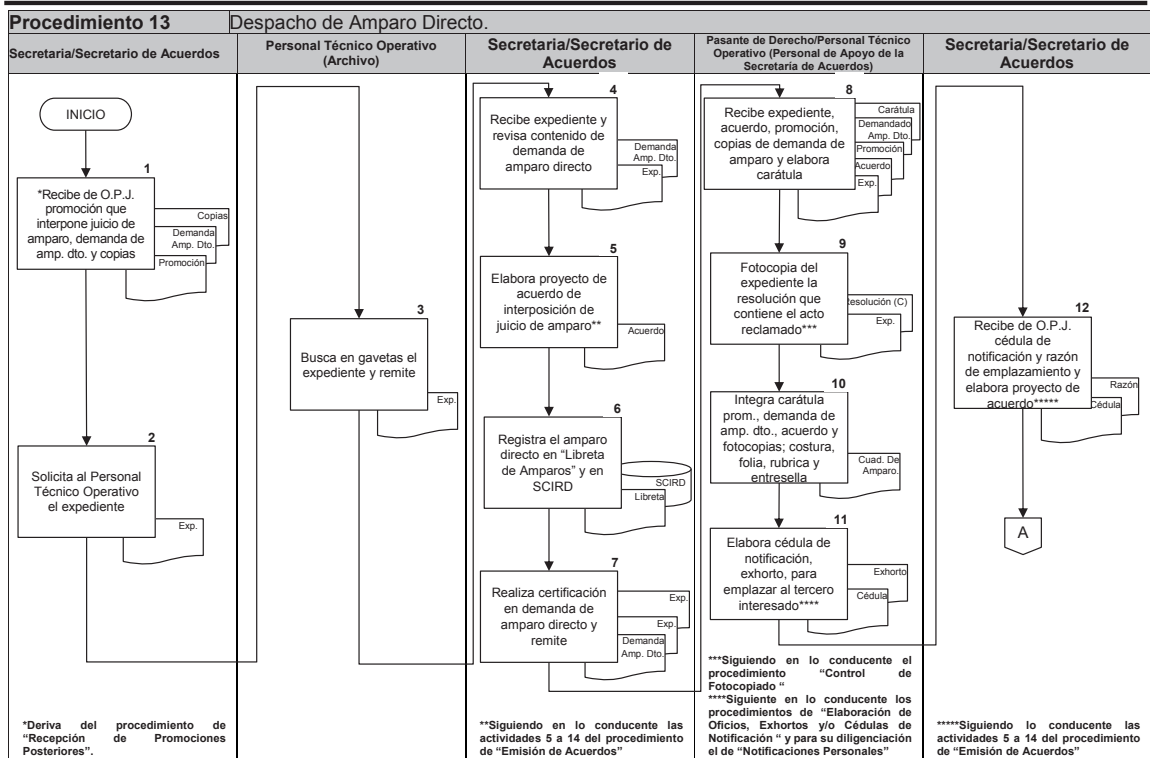 Procedimiento 13
Despacho de Amparo Directo.
Secretaria/Secretario de Acuerdos
Personal Técnico Operativo
(Archivo)
Secretaria/Secretario de
Acuerdos
Pasante de Derecho/Personal Técnico
Operativo (Personal de Apoyo de la
Secretaría de Acuerdos)
Secretaria/Secretario de
Acuerdos
INICIO
1
*Recibe de O.P.J.
promoción que
interpone juicio de
amparo, demanda de
amp. dto. y copias
Copias
Demanda
Amp. Dto.
Promoción
2
Solicita al Personal
Técnico Operativo
el expediente
Exp.
*Deriva del procedimiento de
"Recepción de Promociones
Posteriores".
3
Busca en gavetas el
expediente y remite
Exp.
4
Recibe expediente y
revisa contenido de
demanda de
amparo directo
Demanda
Amp. Dto.
Exp.
5
Elabora proyecto de
acuerdo de
interposición de
juicio de amparo**
Acuerdo
6
Registra el amparo
directo en "Libreta
de Amparos" y en
SCIRD
SCIRD
Libreta
7
Realiza certificación
en demanda de
amparo directo y
remite
Exp.
Exp.
Demanda
Amp. Dto.
**Siguiendo en lo conducente las
actividades 5 a 14 del procedimiento
de "Emisión de Acuerdos"
8
Recibe expediente,
acuerdo, promoción,
copias de demanda de
amparo y elabora
carátula
Carátula
Demandado
Amp. Dto.
Promoción
Acuerdo
Exp.
9
Fotocopia del
expediente la
resolución que
contiene el acto
reclamado***
esolución (C)
Exp.
10
Integra carátula
prom., demanda de
amp. dto., acuerdo y
fotocopias; costura,
folia, rubrica y
entresella
Cuad. De
Amparo.
11
Elabora cédula de
notificación,
exhorto, para
emplazar al tercero
interesado****
Exhorto
Cédula
***Siguiendo en lo conducente el
procedimiento "Control de
Fotocopiado "
****Siguiente en lo conducente los
procedimientos de "Elaboración de
Oficios, Exhortos y/o Cédulas de
Notificación " y para su diligenciación
el de "Notificaciones Personales"
12
Recibe de O.P.J.
cédula de
notificación y razón
de emplazamiento y
elabora proyecto de
acuerdo*****
Razón
Cédula
A
*****Siguiendo lo conducente las
actividades 5 a 14 del procedimiento
de "Emisión de Acuerdos"